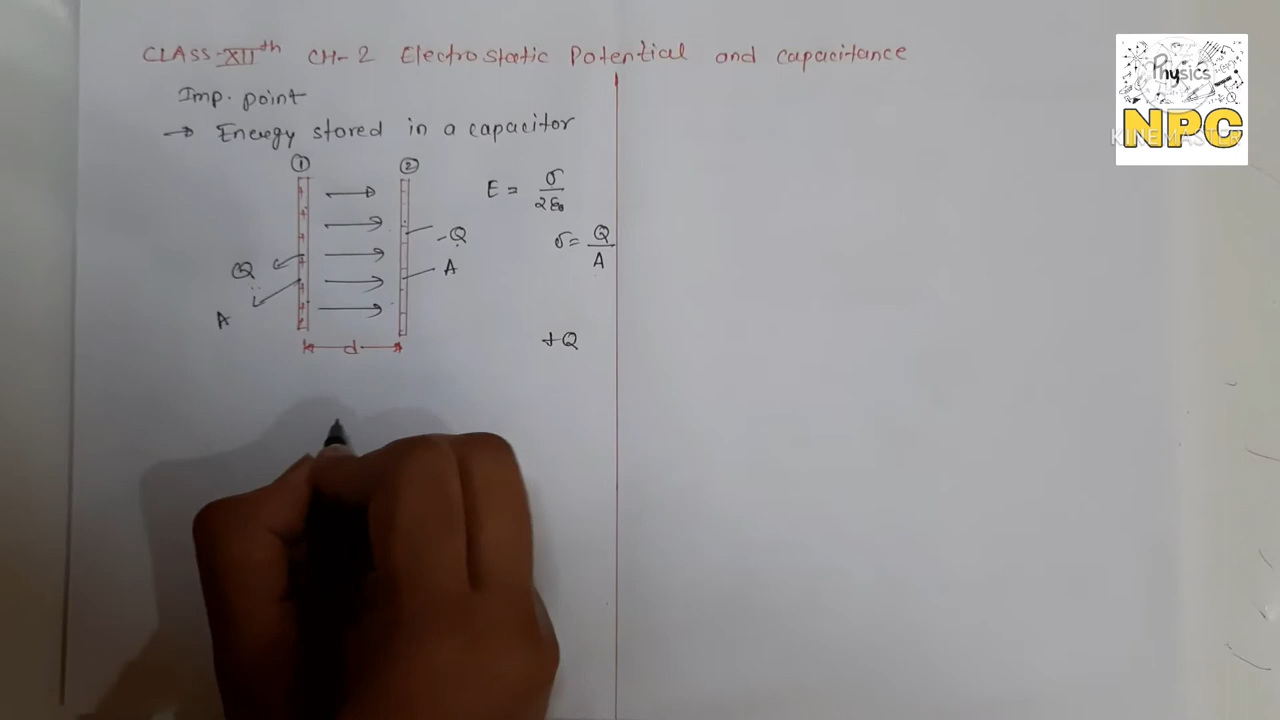 CLASS-XIIth CH-2 Electrostatic Potential and capacitance
Imp. point
→ Energy stored in a capacitor
① ②
E = σ/2ε₀
-Q
σ = Q/A
Q
A
A
+Q
d
Physics
NPC
KINEMASTER